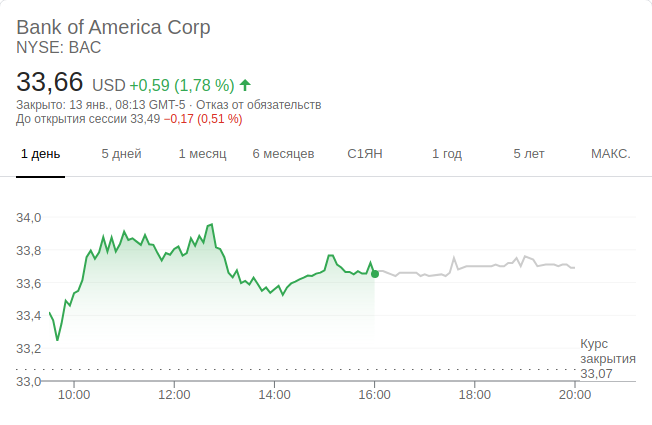 Bank of America Corp
NYSE: BAC
33,66 USD +0,59 (1,78 %)
Закрыто: 13 янв., 08:13 GMT-5 · Отказ от обязательств
До открытия сессии 33,49 −0,17 (0,51 %)
1 день 5 дней 1 месяц 6 месяцев С1ЯН 1 год 5 лет МАКС.
34,0
33,8
33,6
33,4
33,2
33,0
Курс
закрытия
33,07
10:00 12:00 14:00 16:00 18:00 20:00